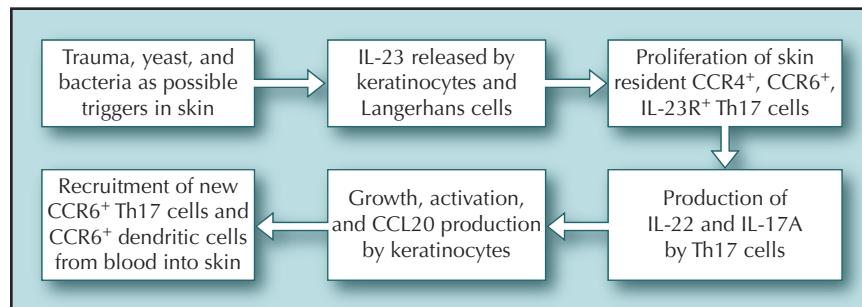 Trauma, yeast, and
bacteria as possible
triggers in skin
IL-23 released by
keratinocytes and
Langerhans cells
Proliferation of skin
resident CCR4⁺, CCR6⁺,
IL-23R⁺ Th17 cells
Production of
IL-22 and IL-17A
by Th17 cells
Growth, activation,
and CCL20 production
by keratinocytes
Recruitment of new
CCR6⁺ Th17 cells and
CCR6⁺ dendritic cells
from blood into skin